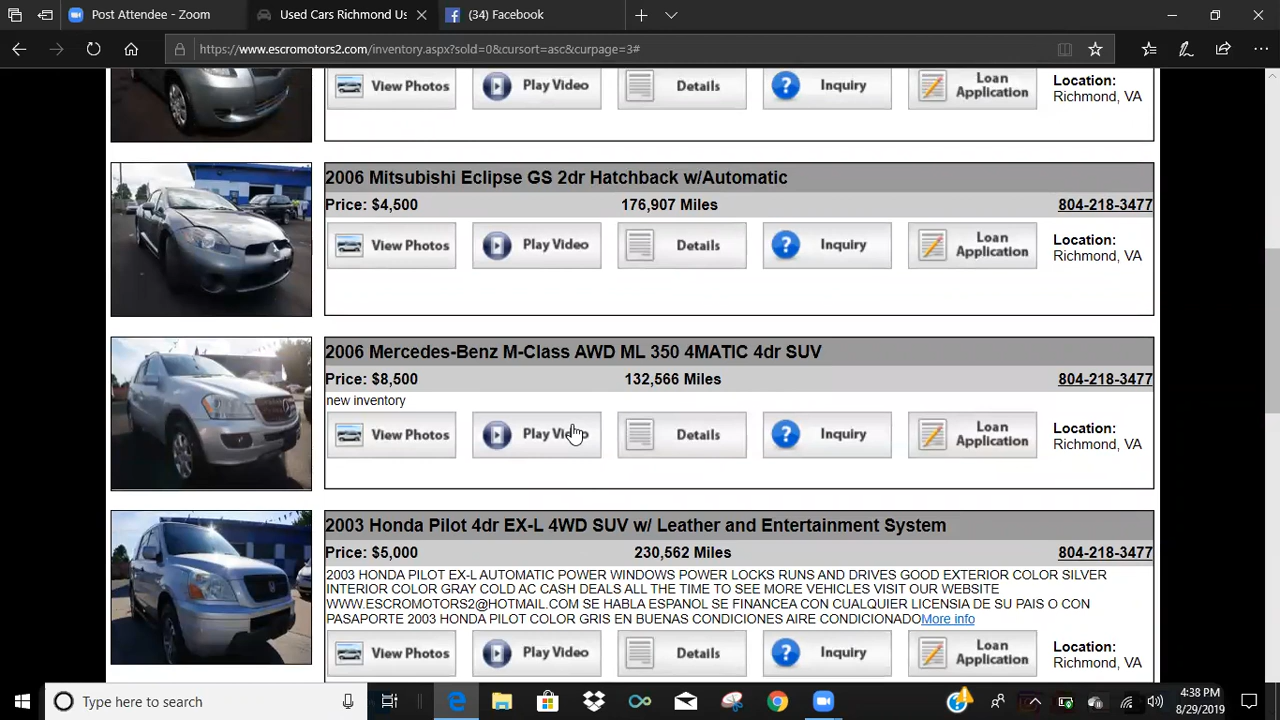 Post Attendee - Zoom
Used Cars Richmond Us
(34) Facebook
https://www.escromotors2.com/inventory.aspx?sold=0&cursort=asc&curpage=3#
View Photos
Play Video
Details
Inquiry
Loan
Application
Location:
Richmond, VA
2006 Mitsubishi Eclipse GS 2dr Hatchback w/Automatic
Price: $4,500 176,907 Miles 804-218-3477
View Photos
Play Video
Details
Inquiry
Loan
Application
Location:
Richmond, VA
2006 Mercedes-Benz M-Class AWD ML 350 4MATIC 4dr SUV
Price: $8,500 132,566 Miles 804-218-3477
new inventory
View Photos
Play Video
Details
Inquiry
Loan
Application
Location:
Richmond, VA
2003 Honda Pilot 4dr EX-L 4WD SUV w/ Leather and Entertainment System
Price: $5,000 230,562 Miles 804-218-3477
2003 HONDA PILOT EX-L AUTOMATIC POWER WINDOWS POWER LOCKS RUNS AND DRIVES GOOD EXTERIOR COLOR SILVER
INTERIOR COLOR GRAY COLD AC CASH DEALS ALL THE TIME TO SEE MORE VEHICLES VISIT OUR WEBSITE
WWW.ESCROMOTORS2@HOTMAIL.COM SE HABLA ESPANOL SE FINANCEA CON CUALQUIER LICENSIA DE SU PAIS O CON
PASAPORTE 2003 HONDA PILOT COLOR GRIS EN BUENAS CONDICIONES AIRE CONDICIONADOMore info
View Photos
Play Video
Details
Inquiry
Loan
Application
Location:
Richmond, VA
Type here to search
4:38 PM
8/29/2019